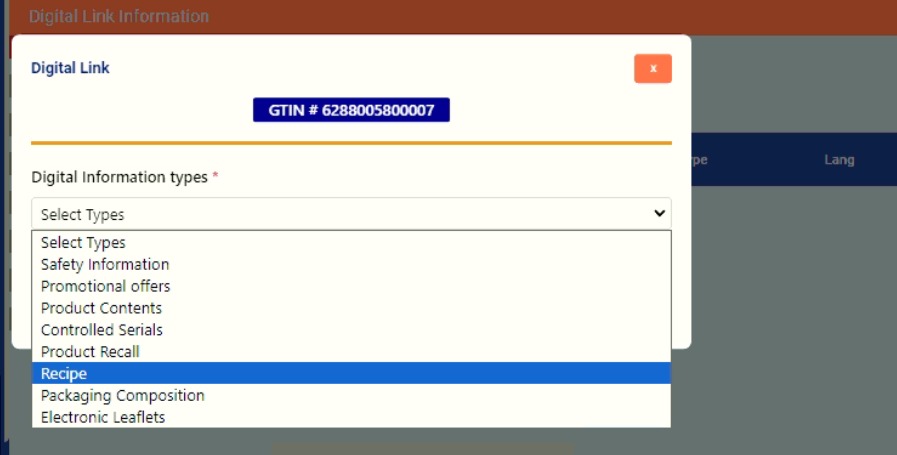 Digital Link Information
Digital Link
x
GTIN # 6288005800007
Lang
Digital Information types *
Select Types
Select Types
Safety Information
Promotional offers
Product Contents
Controlled Serials
Product Recall
Recipe
Packaging Composition
Electronic Leaflets